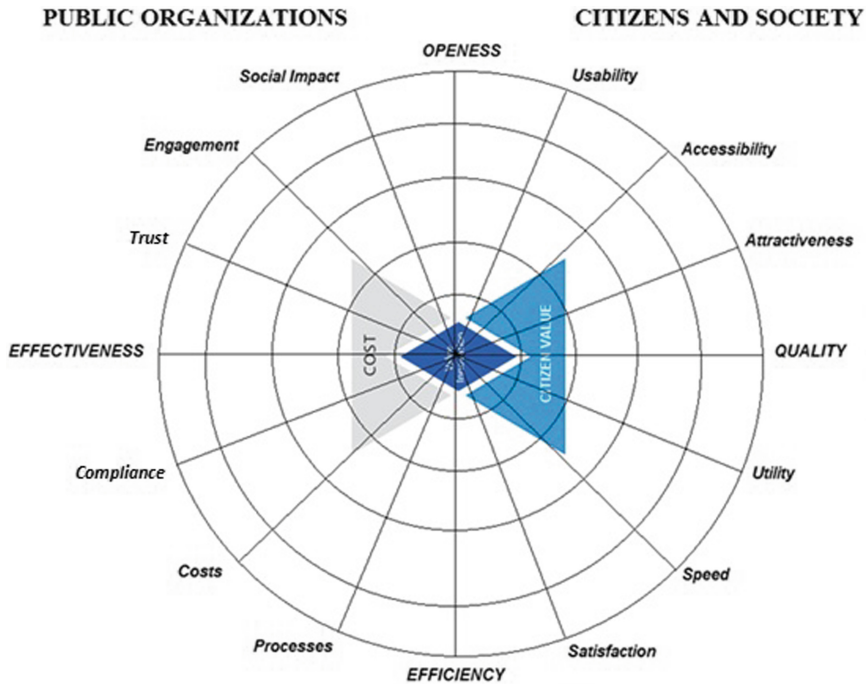 PUBLIC ORGANIZATIONS
CITIZENS AND SOCIETY
OPENESS
Social Impact
Usability
Engagement
Accessibility
Trust
Attractiveness
EFFECTIVENESS
COST
CITIZEN VALUE
QUALITY
Compliance
Utility
Costs
Speed
Processes
Satisfaction
EFFICIENCY